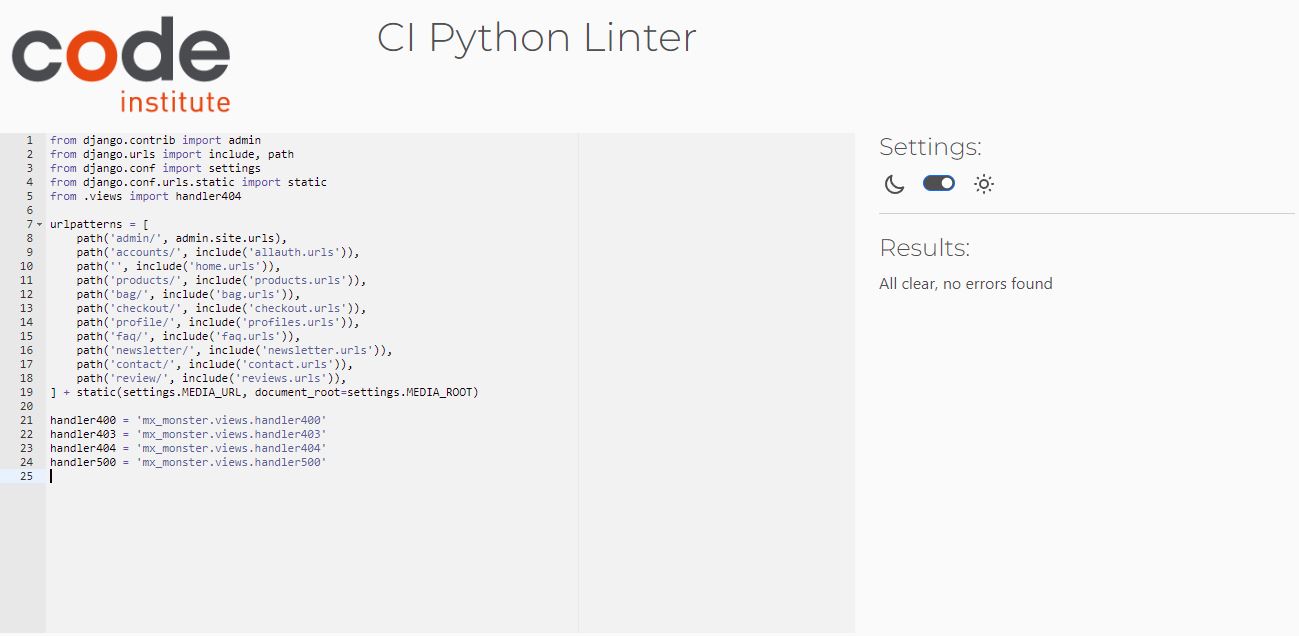 code
institute
CI Python Linter
1 from django.contrib import admin
2 from django.urls import include, path
3 from django.conf import settings
4 from django.conf.urls.static import static
5 from .views import handler404
6
7 urlpatterns = [
8     path('admin/', admin.site.urls),
9     path('accounts/', include('allauth.urls')),
10     path('', include('home.urls')),
11     path('products/', include('products.urls')),
12     path('bag/', include('bag.urls')),
13     path('checkout/', include('checkout.urls')),
14     path('profile/', include('profiles.urls')),
15     path('faq/', include('faq.urls')),
16     path('newsletter/', include('newsletter.urls')),
17     path('contact/', include('contact.urls')),
18     path('review/', include('reviews.urls')),
19 ] + static(settings.MEDIA_URL, document_root=settings.MEDIA_ROOT)
20
21 handler400 = 'mx_monster.views.handler400'
22 handler403 = 'mx_monster.views.handler403'
23 handler404 = 'mx_monster.views.handler404'
24 handler500 = 'mx_monster.views.handler500'
25
Settings:
Results:
All clear, no errors found